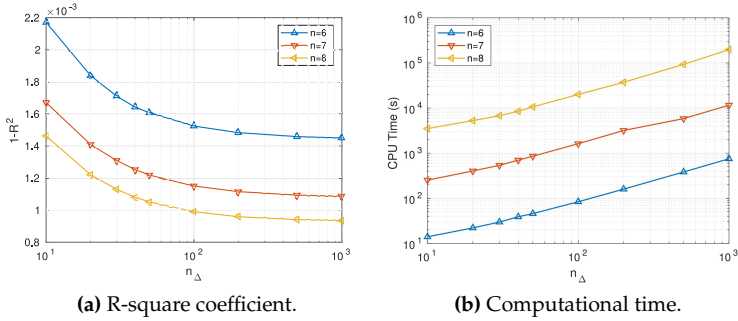 ×10⁻³
2.2
2
1.8
1.6
1.4
1.2
1
0.8
1-R²
10¹
10²
10³
n_Δ
n=6
n=7
n=8
(a) R-square coefficient.
10⁶
10⁵
10⁴
10³
10²
10¹
CPU Time (s)
10¹
10²
10³
n_Δ
n=6
n=7
n=8
(b) Computational time.